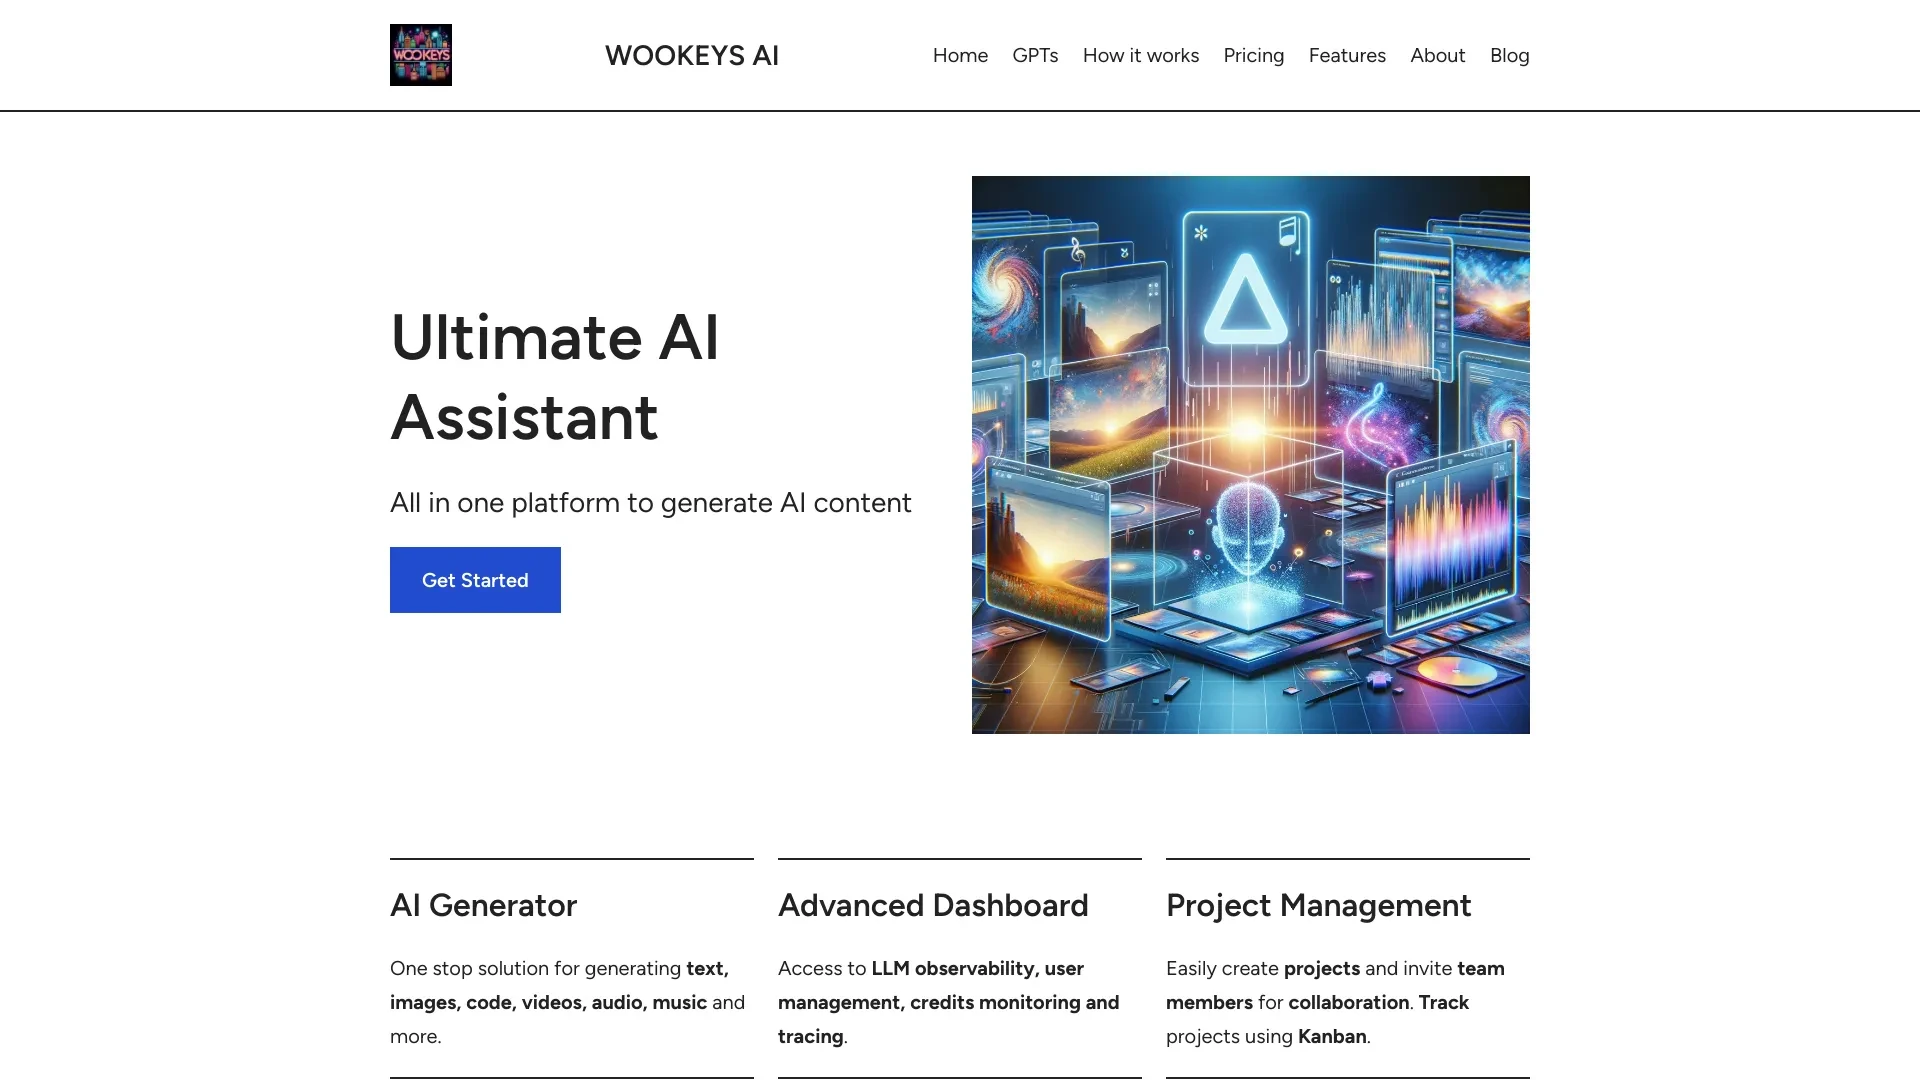 WOOKEYS
WOOKEYS AI
Home GPTs How it works Pricing Features About Blog
Ultimate AI
Assistant
All in one platform to generate AI content
Get Started
AI Generator
One stop solution for generating text,
images, code, videos, audio, music and
more.
Advanced Dashboard
Access to LLM observability, user
management, credits monitoring and
tracing.
Project Management
Easily create projects and invite team
members for collaboration. Track
projects using Kanban.